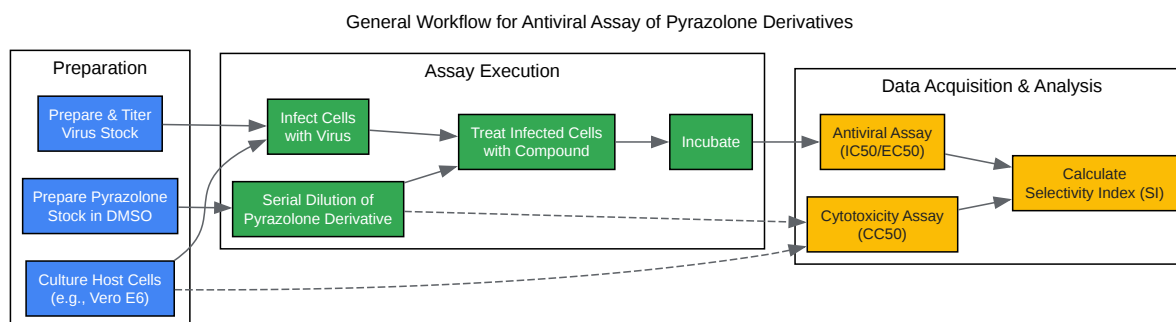 General Workflow for Antiviral Assay of Pyrazolone Derivatives
Preparation
Prepare & Titer
Virus Stock
Prepare Pyrazolone
Stock in DMSO
Culture Host Cells
(e.g., Vero E6)
Assay Execution
Infect Cells
with Virus
Serial Dilution of
Pyrazolone Derivative
Treat Infected Cells
with Compound
Incubate
Data Acquisition & Analysis
Antiviral Assay
(IC50/EC50)
Cytotoxicity Assay
(CC50)
Calculate
Selectivity Index (SI)